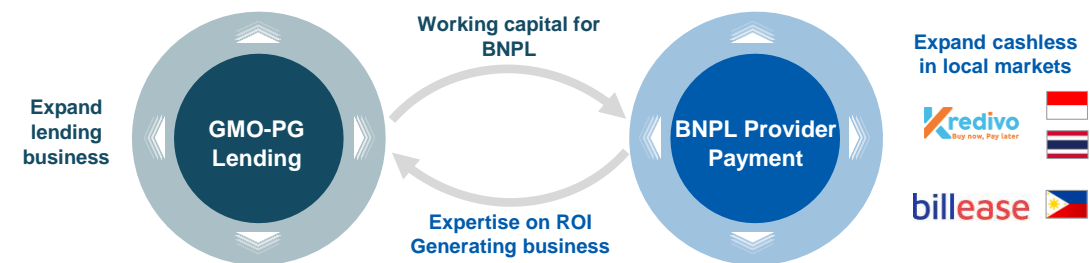 Expand
lending
business
GMO-PG
Lending
Working capital for
BNPL
Expertise on ROI
Generating business
BNPL Provider
Payment
Expand cashless
in local markets
Kredivo
Buy now, Pay later
billease